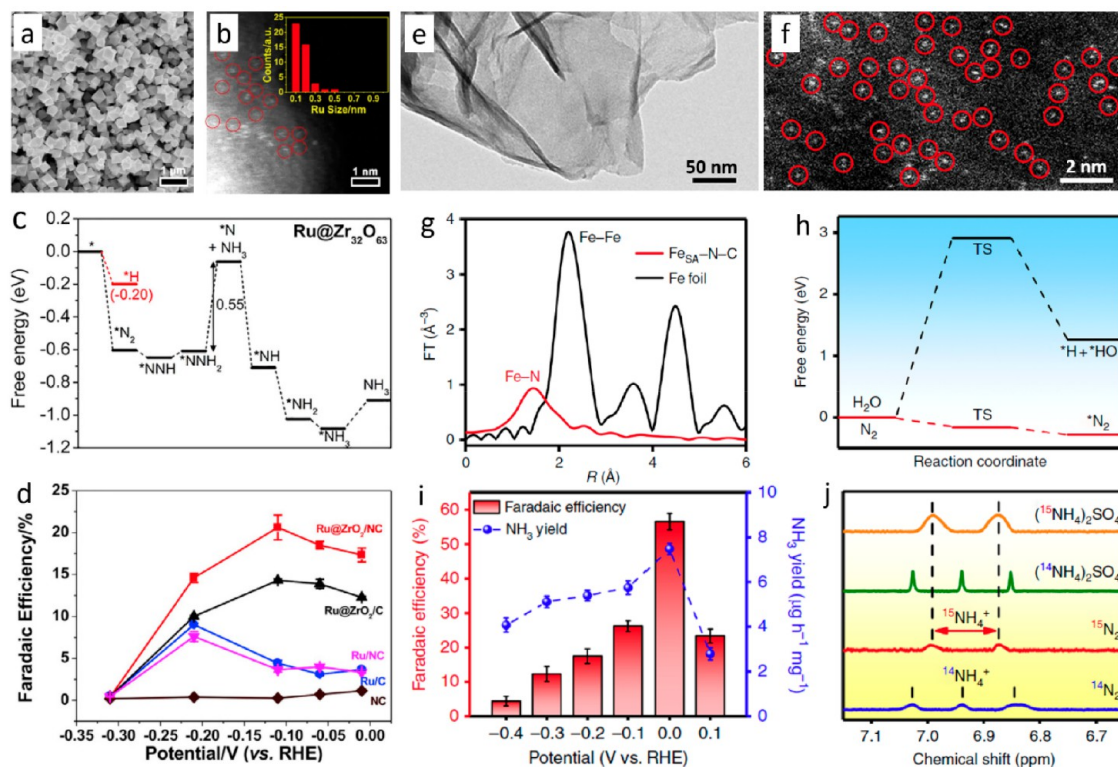 a
1 μm
b
Counts/a.u.
20
15
10
5
0
0.1 0.3 0.5 0.7 0.9
Ru Size/nm
1 nm
e
50 nm
f
2 nm
c
Ru@Zr32O63
Free energy (eV)
0.2
0.0
-0.2
-0.4
-0.6
-0.8
-1.0
-1.2
*
*H
(-0.20)
*N2
*NNH
*NNH2
*N
+ NH3
0.55
*NH
*NH2
*NH3
NH3
g
FT (Å−3)
4
3
2
1
0
Fe–Fe
Fe–N
FeSA–N–C
Fe foil
0 2 4 6
R (Å)
h
Free energy (eV)
3
2
1
0
TS
*H + *HO
H2O
N2
TS
*N2
Reaction coordinate
d
Faradaic Efficiency/%
25
20
15
10
5
0
Ru@ZrO2/NC
Ru@ZrO2/C
Ru/NC
Ru/C
NC
-0.35 -0.30 -0.25 -0.20 -0.15 -0.10 -0.05 0.00
Potential/V (vs. RHE)
i
Faradaic efficiency (%)
60
50
40
30
20
10
0
Faradaic efficiency
NH3 yield
10
8
6
4
2
0
NH3 yield (μg h−1 mg−1)
−0.4 −0.3 −0.2 −0.1 0.0 0.1
Potential (V vs. RHE)
j
(15NH4)2SO4
(14NH4)2SO4
15NH4+
15N2
14NH4+
14N2
7.1 7.0 6.9 6.8 6.7
Chemical shift (ppm)